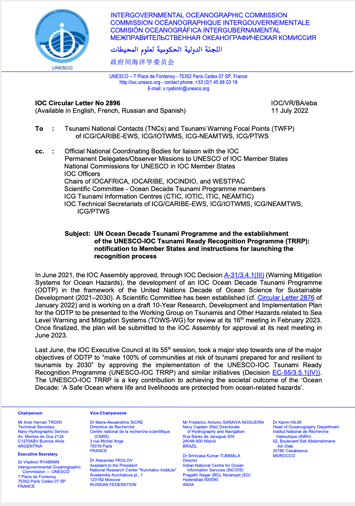 INTERGOVERNMENTAL OCEANOGRAPHIC COMMISSION
COMMISSION OCÉANOGRAPHIQUE INTERGOUVERNEMENTALE
COMISIÓN OCEANOGRÁFICA INTERGUBERNAMENTAL
МЕЖПРАВИТЕЛЬСТВЕННАЯ ОКЕАНОГРАФИЧЕСКАЯ КОМИССИЯ
اللجنة الدولية الحكومية لعلوم المحيطات
政府间海洋学委员会
UNESCO
UNESCO – 7 Place de Fontenoy - 75352 Paris Cedex 07 SP, France
http://ioc.unesco.org - contact phone: +33 (0)1 45 68 03 18
E-mail: v.ryabinin@unesco.org
IOC Circular Letter No 2896 IOC/VR/BA/eba
(Available in English, French, Russian and Spanish) 11 July 2022
To : Tsunami National Contacts (TNCs) and Tsunami Warning Focal Points (TWFP)
of ICG/CARIBE-EWS, ICG/IOTWMS, ICG-NEAMTWS, ICG/PTWS
cc. : Official National Coordinating Bodies for liaison with the IOC
Permanent Delegates/Observer Missions to UNESCO of IOC Member States
National Commissions for UNESCO in IOC Member States
IOC Officers
Chairs of IOCAFRICA, IOCARIBE, IOCINDIO, and WESTPAC
Scientific Committee - Ocean Decade Tsunami Programme members
ICG Tsunami Information Centres (CTIC, IOTIC, ITIC, NEAMTIC)
IOC Technical Secretariats of ICG/CARIBE-EWS, ICG/IOTWMS, ICG/NEAMTWS,
ICG/PTWS
Subject: UN Ocean Decade Tsunami Programme and the establishment
of the UNESCO-IOC Tsunami Ready Recognition Programme (TRRP):
notification to Member States and instructions for launching the
recognition process
In June 2021, the IOC Assembly approved, through IOC Decision A-31/3.4.1(III) (Warning Mitigation
Systems for Ocean Hazards), the development of an IOC Ocean Decade Tsunami Programme
(ODTP) in the framework of the United Nations Decade of Ocean Science for Sustainable
Development (2021–2030). A Scientific Committee has been established (cf. Circular Letter 2876 of
January 2022) and is working on a draft 10-Year Research, Development and Implementation Plan
for the ODTP to be presented to the Working Group on Tsunamis and Other Hazards related to Sea
Level Warning and Mitigation Systems (TOWS-WG) for review at its 16th meeting in February 2023.
Once finalized, the plan will be submitted to the IOC Assembly for approval at its next meeting in
June 2023.
Last June, the IOC Executive Council at its 55th session, took a major step towards one of the major
objectives of ODTP to "make 100% of communities at risk of tsunami prepared for and resilient to
tsunamis by 2030" by approving the implementation of the UNESCO-IOC Tsunami Ready
Recognition Programme (UNESCO-IOC TRRP) and similar initiatives (Decision EC-55/3.5.1(IV)).
The UNESCO-IOC TRRP is a key contribution to achieving the societal outcome of the 'Ocean
Decade: 'A Safe Ocean where life and livelihoods are protected from ocean-related hazards'.
Chairperson
Mr Ariel Hernan TROISI
Technical Secretary
Navy Hydrographic Service
Av. Montes de Oca 2124
C1270ABV Buenos Aires
ARGENTINA
Executive Secretary
Dr Vladimir RYABININ
Intergovernmental Oceanographic
Commission — UNESCO
7 Place de Fontenoy
75352 Paris Cedex 07 SP
FRANCE
Vice-Chairpersons
Dr Marie-Alexandrine SICRE
Directrice de Recherche
Centre national de la recherche scientifique
(CNRS)
3 rue Michel Ange
75016 Paris
FRANCE
Dr Alexander FROLOV
Assistant to the President
National Research Center "Kurchatov Institute"
Academika Kurchatova pl., 1
123182 Moscow
RUSSIAN FEDERATION
Mr Frederico Antonio SARAIVA NOGUEIRA
Navy Captain (Ret) Directorate
of Hydrography and Navigation
Rua Barao de Jaceguai S/N
24048-900 Niterói
BRAZIL
Dr Srinivasa Kumar TUMMALA
Director
Indian National Centre for Ocean
Information Services (INCOIS)
Pragathi Nagar (BO), Nizampet (SO)
Hyderabad 500090
INDIA
Dr Karim HILMI
Head of Oceanography Department
Institut National de Recherche
Halieutique (INRH)
02, Boulevard Sidi Abderrahmane
Ain Diab
20180 Casablanca
MOROCCO